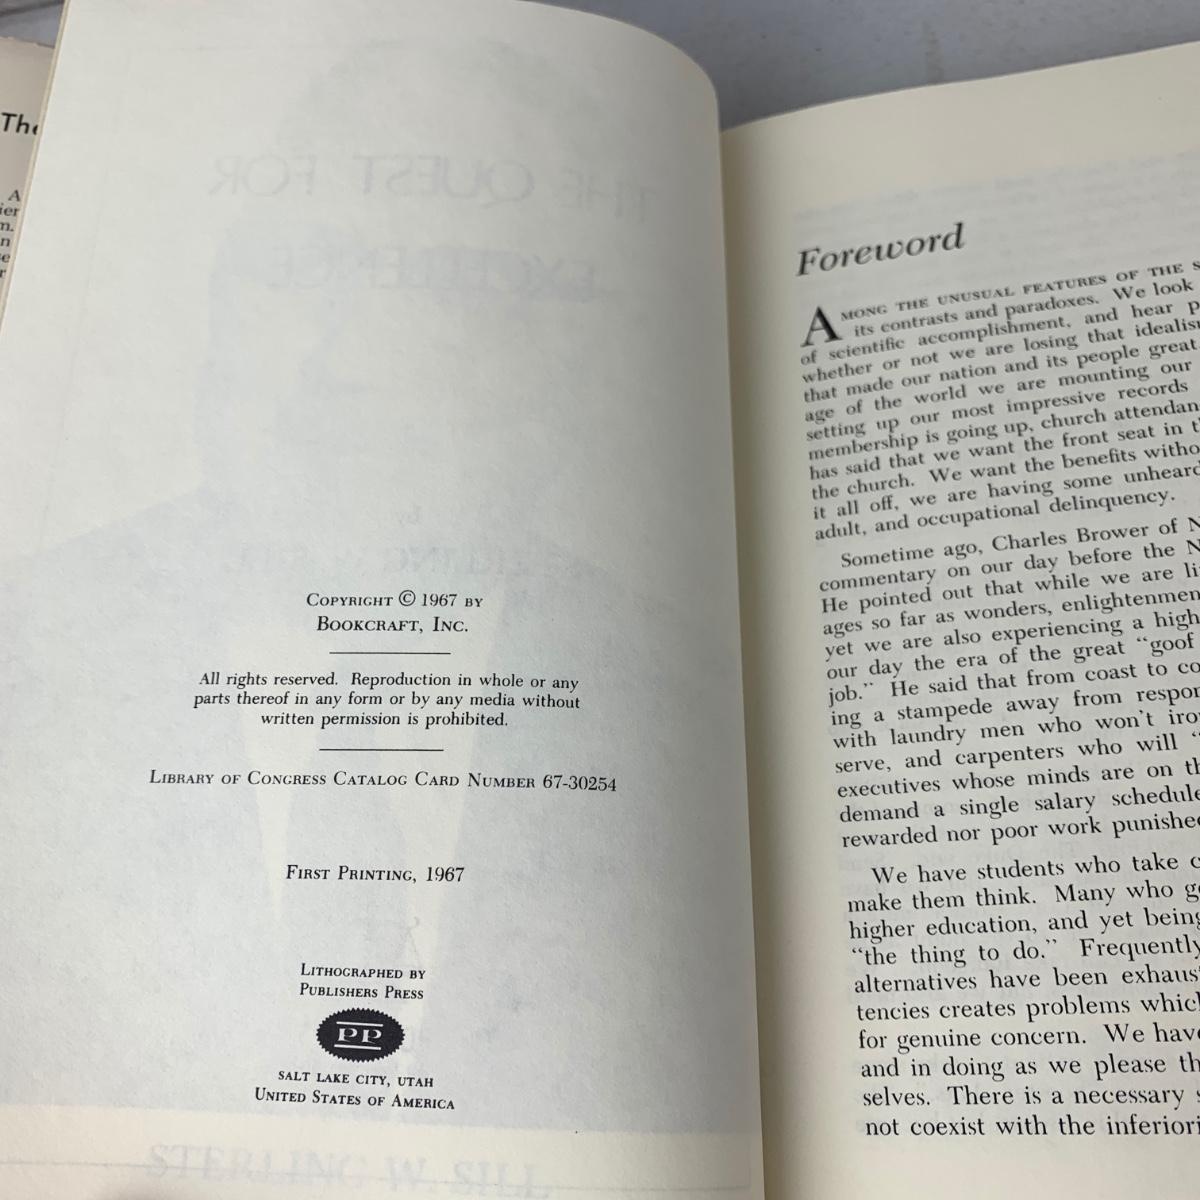 The
A
ier
m.
n
se
r
THE QUEST FOR
EXCELLENCE
by
COPYRIGHT © 1967 BY
BOOKCRAFT, INC.
All rights reserved. Reproduction in whole or any
parts thereof in any form or by any media without
written permission is prohibited.
LIBRARY OF CONGRESS CATALOG CARD NUMBER 67-30254
FIRST PRINTING, 1967
LITHOGRAPHED BY
PUBLISHERS PRESS
PP
SALT LAKE CITY, UTAH
UNITED STATES OF AMERICA
STERLING W. SILL
Foreword
AMONG THE UNUSUAL FEATURES OF THE S
its contrasts and paradoxes. We look
of scientific accomplishment, and hear p
whether or not we are losing that idealis
that made our nation and its people great.
age of the world we are mounting our
setting up our most impressive records
membership is going up, church attendan
has said that we want the front seat in t
the church. We want the benefits witho
it all off, we are having some unheard
adult, and occupational delinquency.
Sometime ago, Charles Brower of N
commentary on our day before the N
He pointed out that while we are li
ages so far as wonders, enlightenmen
yet we are also experiencing a high
our day the era of the great “goof
job.” He said that from coast to co
ing a stampede away from respon
with laundry men who won’t iro
serve, and carpenters who will “
executives whose minds are on th
demand a single salary schedule
rewarded nor poor work punishe
We have students who take c
make them think. Many who g
higher education, and yet being
“the thing to do.” Frequently
alternatives have been exhaus
tencies creates problems whic
for genuine concern. We have
and in doing as we please th
selves. There is a necessary s
not coexist with the inferiori